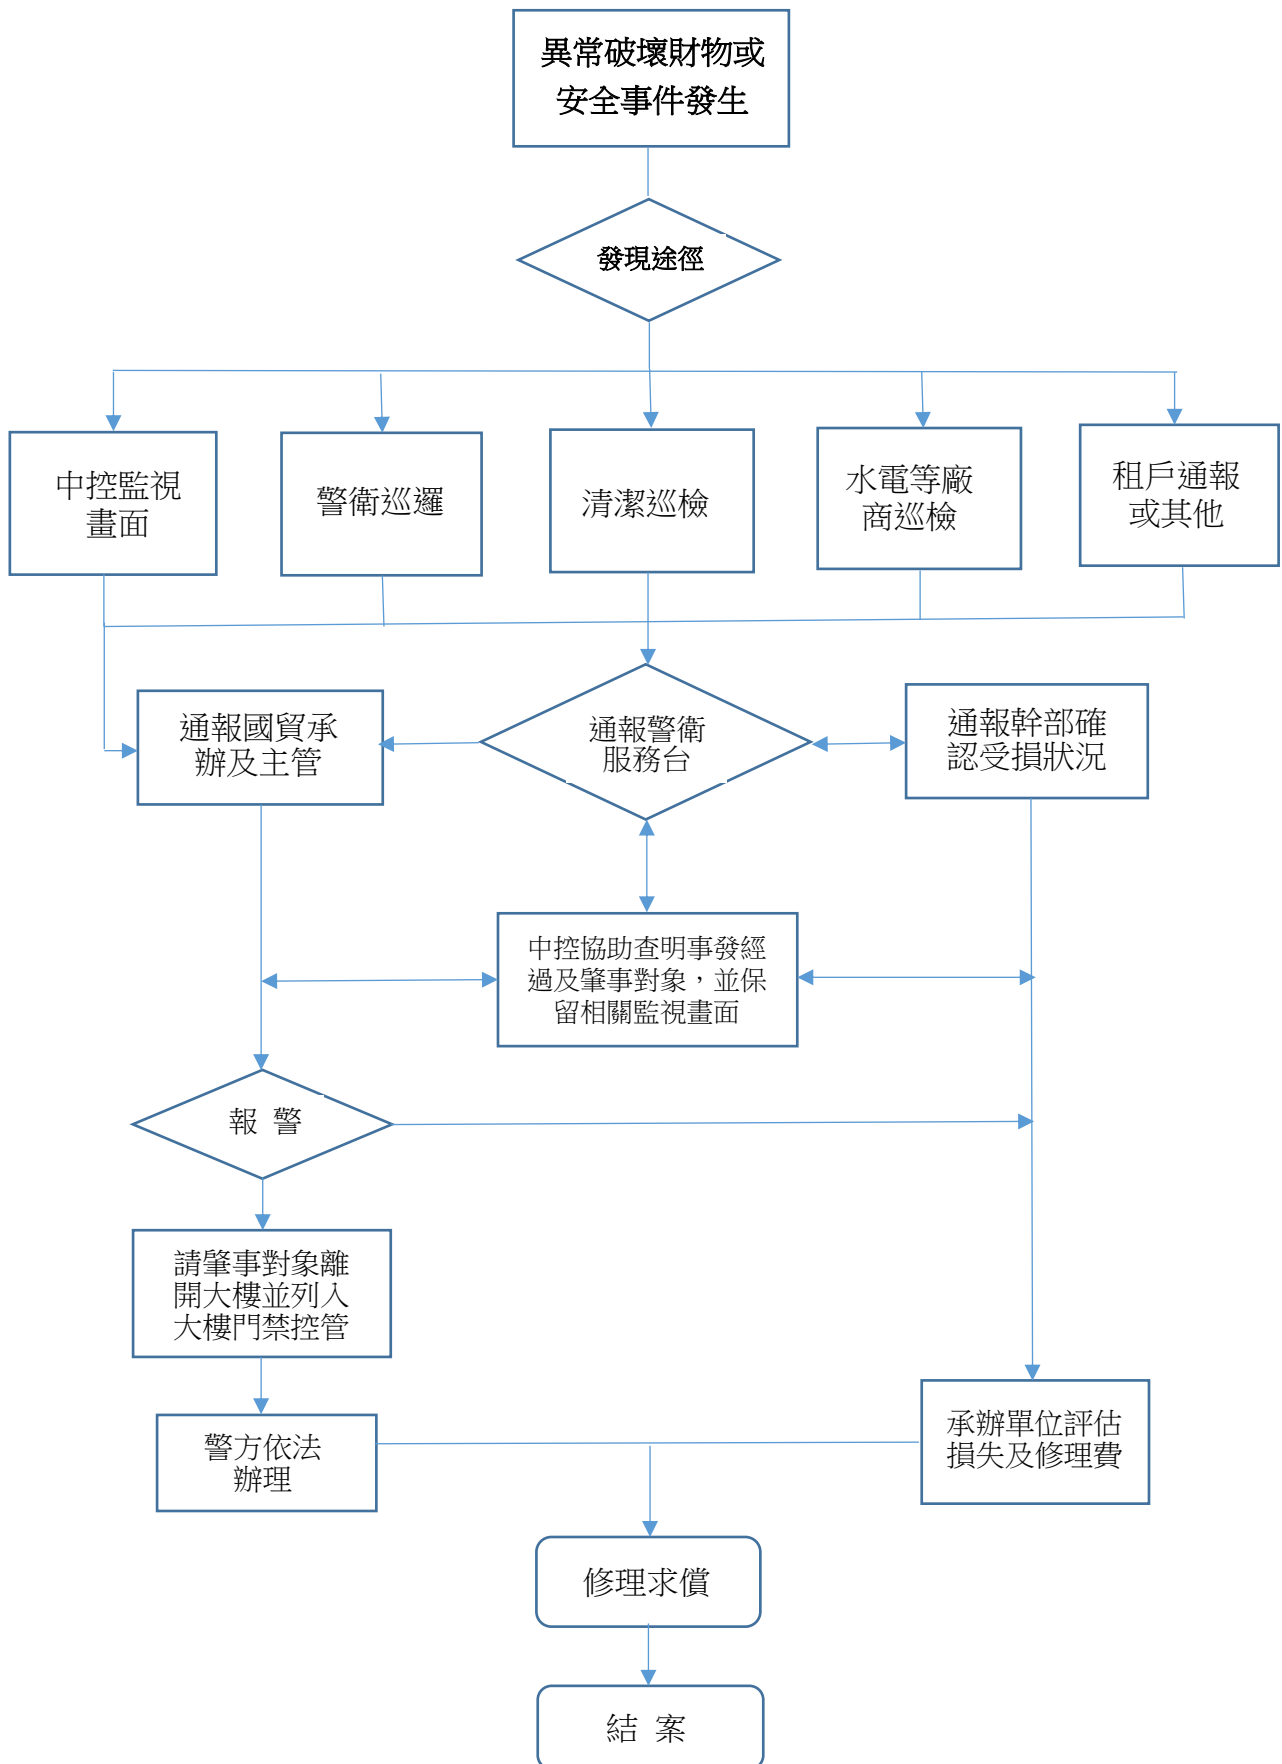 異常破壞財物或
安全事件發生
發現途徑
中控監視
畫面
警衛巡邏
清潔巡檢
水電等廠
商巡檢
租戶通報
或其他
通報國貿承
辦及主管
通報警衛
服務台
通報幹部確
認受損狀況
中控協助查明事發經
過及肇事對象，並保
留相關監視畫面
報 警
請肇事對象離
開大樓並列入
大樓門禁控管
警方依法
辦理
承辦單位評估
損失及修理費
修理求償
結 案